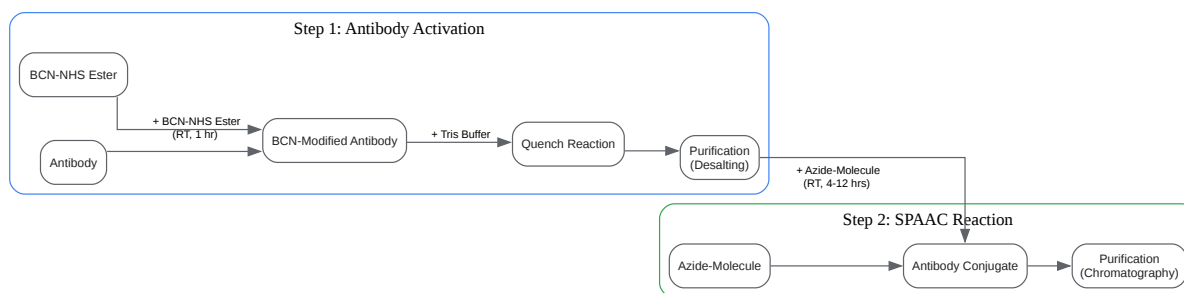 Step 1: Antibody Activation
BCN-NHS Ester
+ BCN-NHS Ester
(RT, 1 hr)
Antibody
BCN-Modified Antibody
+ Tris Buffer
Quench Reaction
Purification
(Desalting)
+ Azide-Molecule
(RT, 4-12 hrs)
Step 2: SPAAC Reaction
Azide-Molecule
Antibody Conjugate
Purification
(Chromatography)